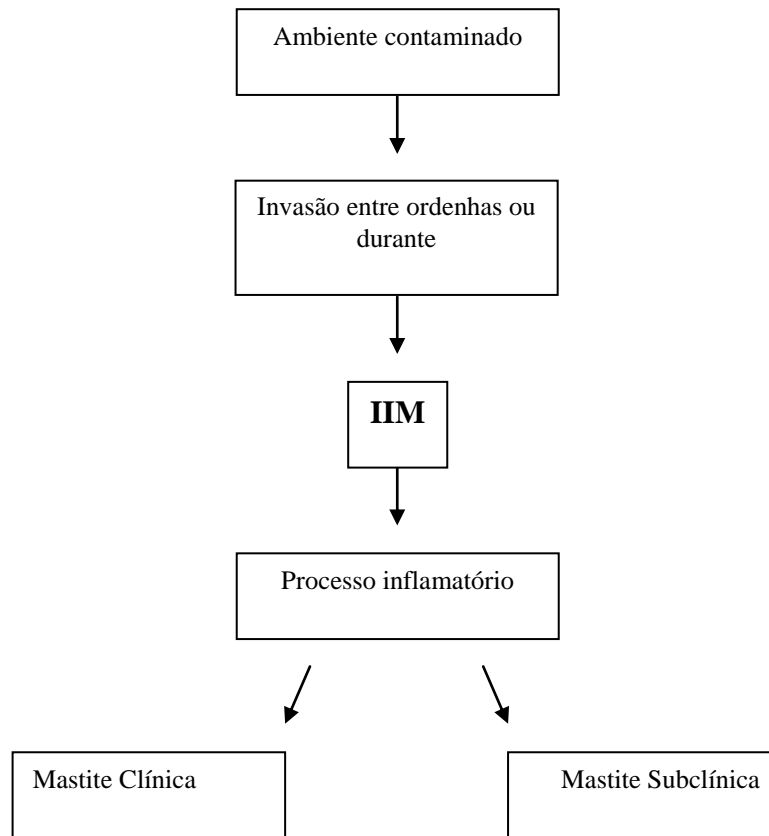 Ambiente contaminado
Invasão entre ordenhas ou
durante
IIM
Processo inflamatório
Mastite Clínica
Mastite Subclínica